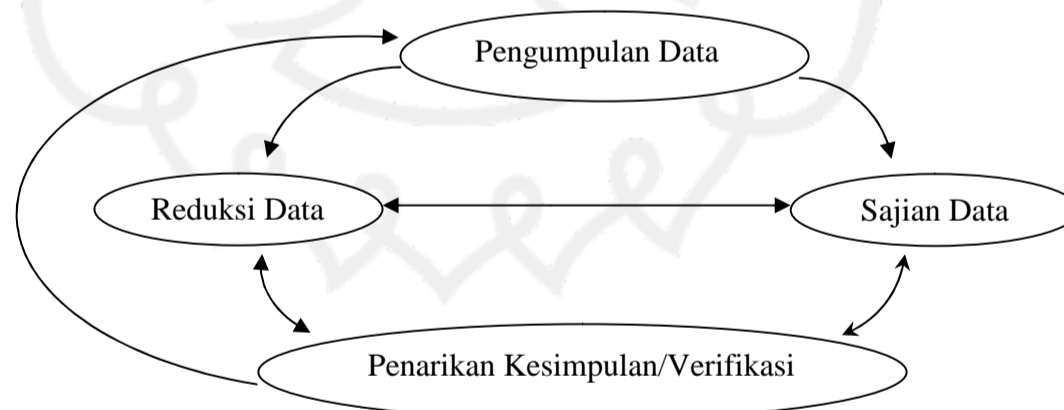 Pengumpulan Data
Reduksi Data
Sajian Data
Penarikan Kesimpulan/Verifikasi